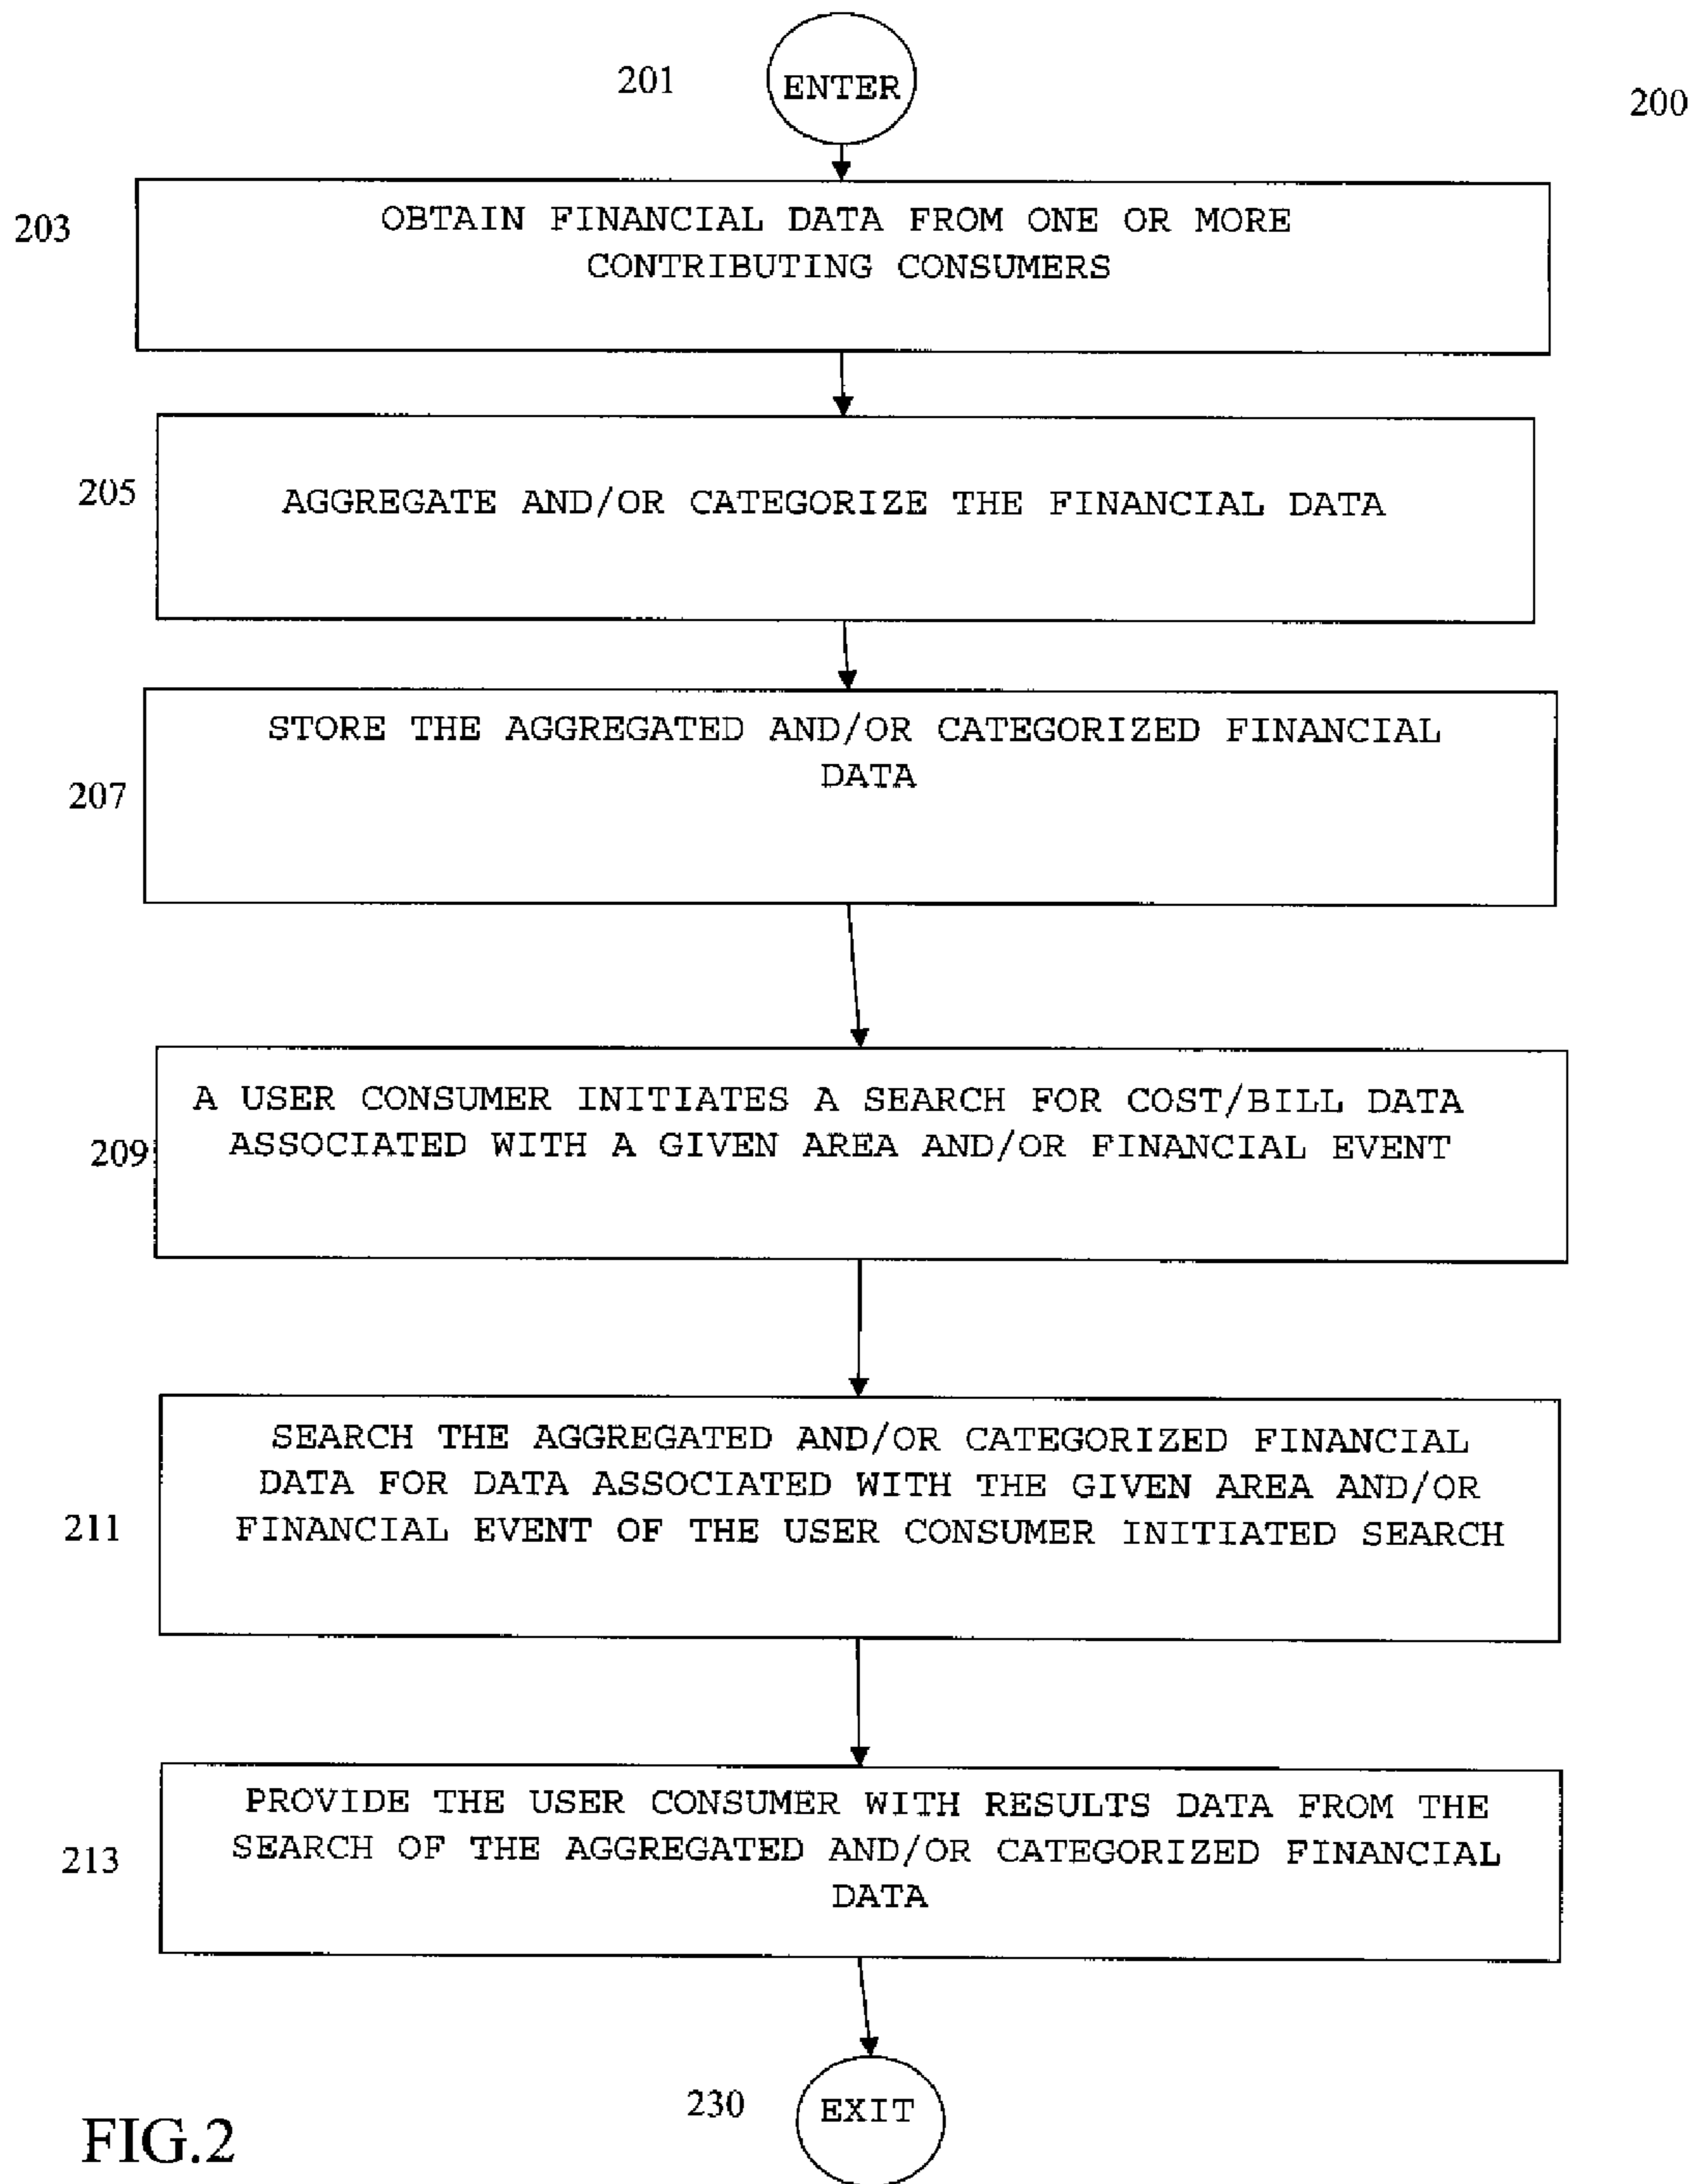 201
ENTER
200
203
OBTAIN FINANCIAL DATA FROM ONE OR MORE
CONTRIBUTING CONSUMERS
205
AGGREGATE AND/OR CATEGORIZE THE FINANCIAL DATA
STORE THE AGGREGATED AND/OR CATEGORIZED FINANCIAL
DATA
207
A USER CONSUMER INITIATES A SEARCH FOR COST/BILL DATA
ASSOCIATED WITH A GIVEN AREA AND/OR FINANCIAL EVENT
209
SEARCH THE AGGREGATED AND/OR CATEGORIZED FINANCIAL
DATA FOR DATA ASSOCIATED WITH THE GIVEN AREA AND/OR
FINANCIAL EVENT OF THE USER CONSUMER INITIATED SEARCH
211
PROVIDE THE USER CONSUMER WITH RESULTS DATA FROM THE
SEARCH OF THE AGGREGATED AND/OR CATEGORIZED FINANCIAL
DATA
213
230
EXIT
FIG.2